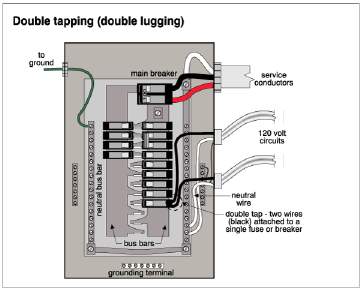 Double tapping (double lugging)
to
ground
main breaker
service
conductors
120 volt
circuits
neutral bus bar
neutral
wire
double tap - two wires
(black) attached to a
single fuse or breaker
bus bars
grounding terminal